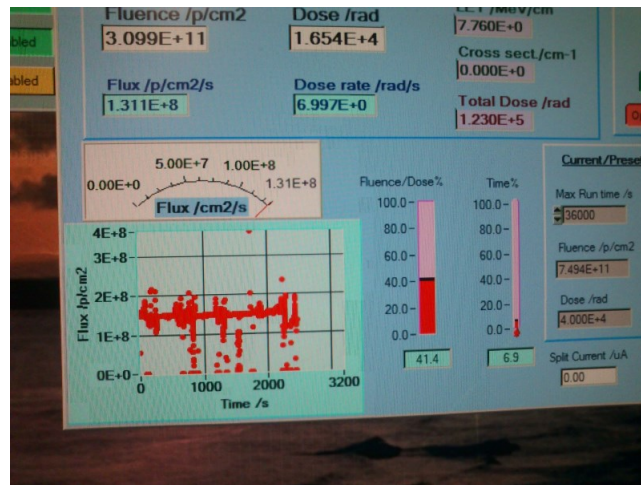 Fluence /p/cm2
3.099E+11
Dose /rad
1.654E+4
LET /MeV/cm
7.760E+0
Flux /p/cm2/s
1.311E+8
Dose rate /rad/s
6.997E+0
Cross sect./cm-1
0.000E+0
Total Dose /rad
1.230E+5
0.00E+0
5.00E+7
1.00E+8
1.31E+8
Flux /cm2/s
Flux /p/cm2
4E+8
3E+8
2E+8
1E+8
0E+0
0
1000
2000
3200
Time /s
Fluence/Dose%
100.0
80.0
60.0
40.0
20.0
0.0
41.4
Time%
100.0
80.0
60.0
40.0
20.0
0.0
6.9
Current/Preset
Max Run time /s
36000
Fluence /p/cm2
7.494E+11
Dose /rad
4.000E+4
Split Current /uA
0.00